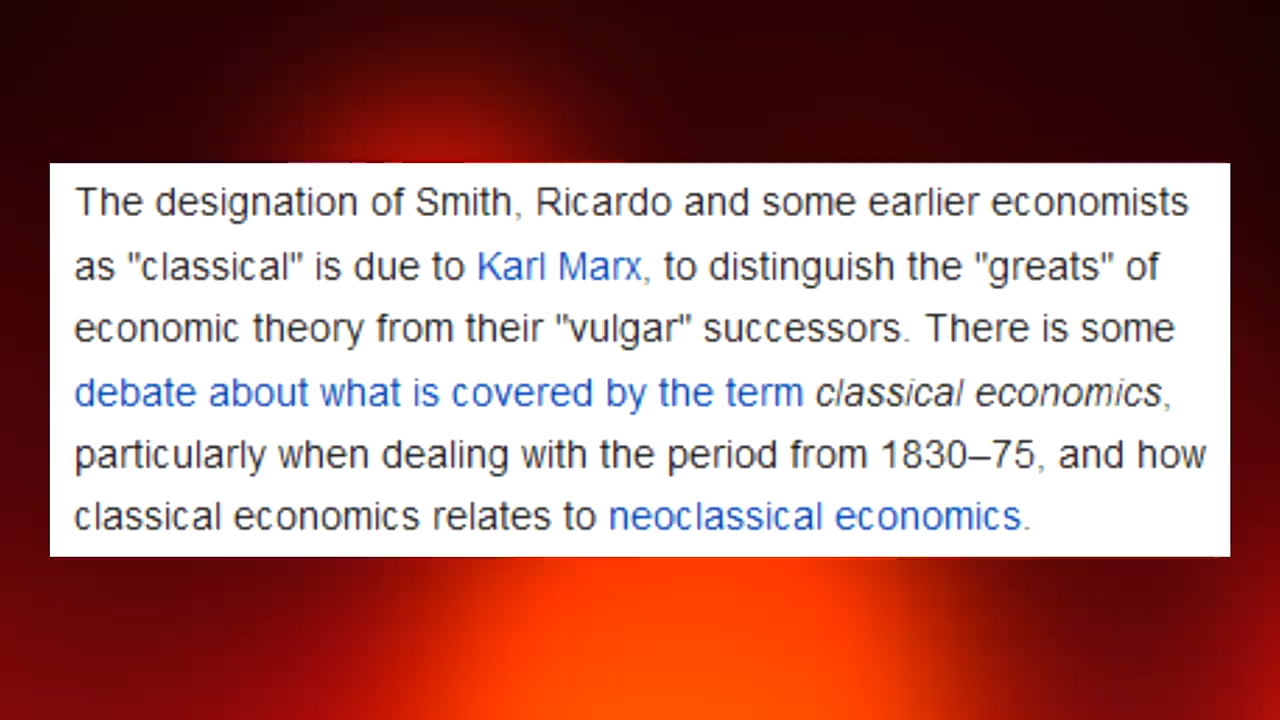 The designation of Smith, Ricardo and some earlier economists
as "classical" is due to Karl Marx, to distinguish the "greats" of
economic theory from their "vulgar" successors. There is some
debate about what is covered by the term classical economics,
particularly when dealing with the period from 1830–75, and how
classical economics relates to neoclassical economics.